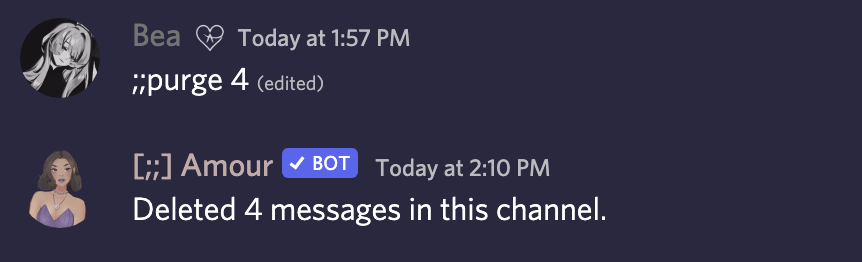 Bea Today at 1:57 PM
;;purge 4 (edited)
[;;] Amour BOT Today at 2:10 PM
Deleted 4 messages in this channel.